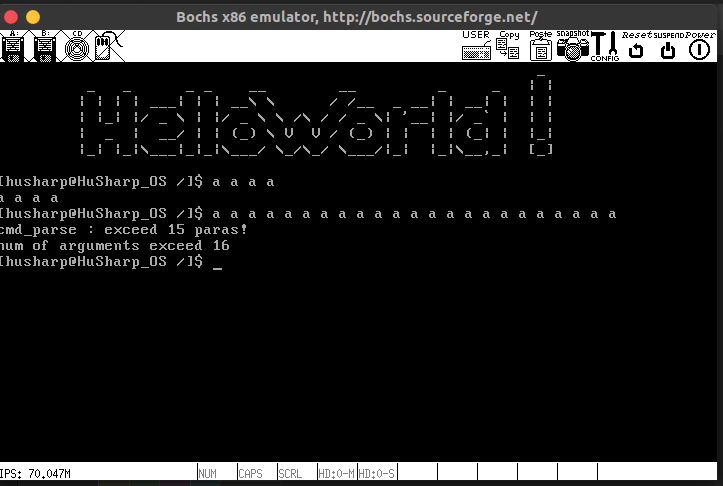 Bochs x86 emulator, http://bochs.sourceforge.net/
A: B: CD USER Copy Paste Snapshot CONFIG Reset SUSPEND Power
HelloWorld !
[husharp@HuSharp_OS /]$ a a a a
a a a a
[husharp@HuSharp_OS /]$ a a a a a a a a a a a a a a a a a a a a a a a
cmd_parse : exceed 15 paras!
num of arguments exceed 16
[husharp@HuSharp_OS /]$ _
IPS: 70.047M NUM CAPS SCRL HD:0-M HD:0-S